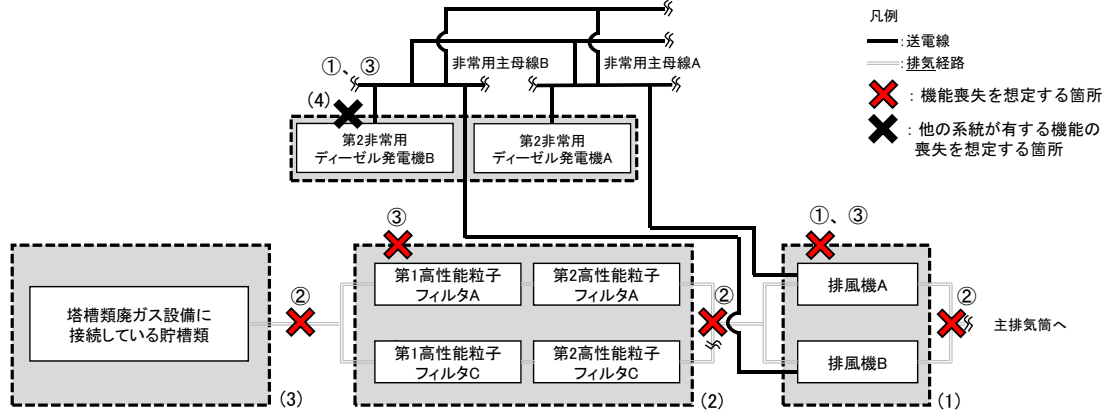 凡例
:送電線
:排気経路
: 機能喪失を想定する箇所
: 他の系統が有する機能の
喪失を想定する箇所
非常用主母線B
非常用主母線A
①、③
(4)
第2非常用
ディーゼル発電機B
第2非常用
ディーゼル発電機A
③
①、③
第1高性能粒子
フィルタA
第2高性能粒子
フィルタA
排風機A
②
②
②
塔槽類廃ガス設備に
接続している貯槽類
主排気筒へ
第1高性能粒子
フィルタC
第2高性能粒子
フィルタC
排風機B
(3)
(2)
(1)